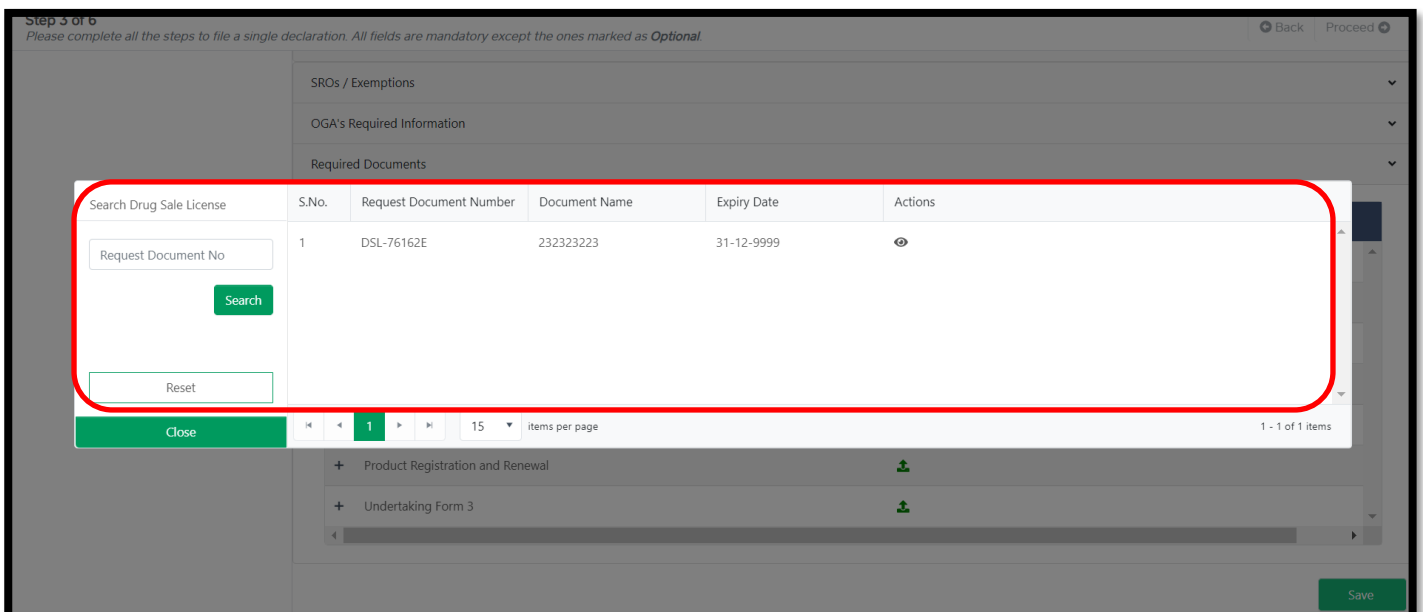 Step 3 of 6
Please complete all the steps to file a single declaration. All fields are mandatory except the ones marked as Optional.
Back Proceed
SROs / Exemptions
OGA's Required Information
Required Documents
Search Drug Sale License
Request Document No
Search
Reset
Close
S.No. Request Document Number Document Name Expiry Date Actions
1 DSL-76162E 232323223 31-12-9999
1 15 items per page 1 - 1 of 1 items
+ Product Registration and Renewal
+ Undertaking Form 3
Save